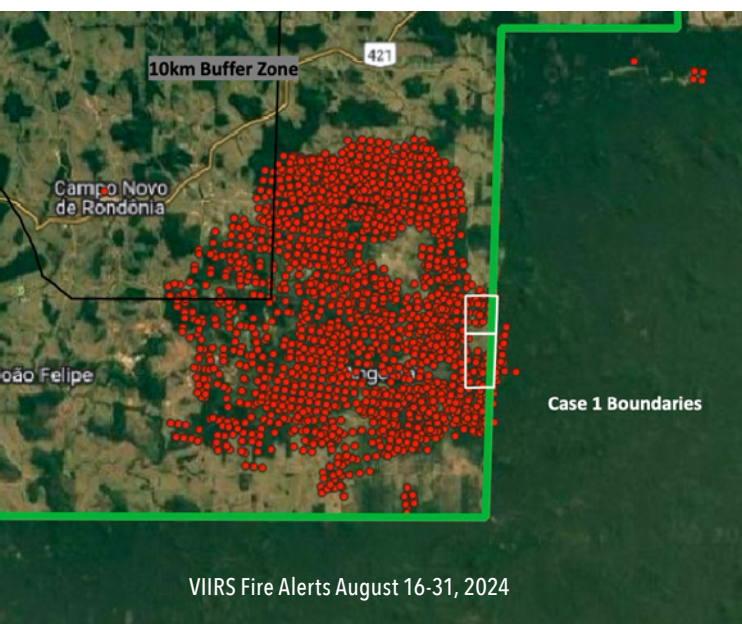 421
10km Buffer Zone
Campo Novo
de Rondônia
oão Felipe
Case 1 Boundaries
VIIRS Fire Alerts August 16-31, 2024